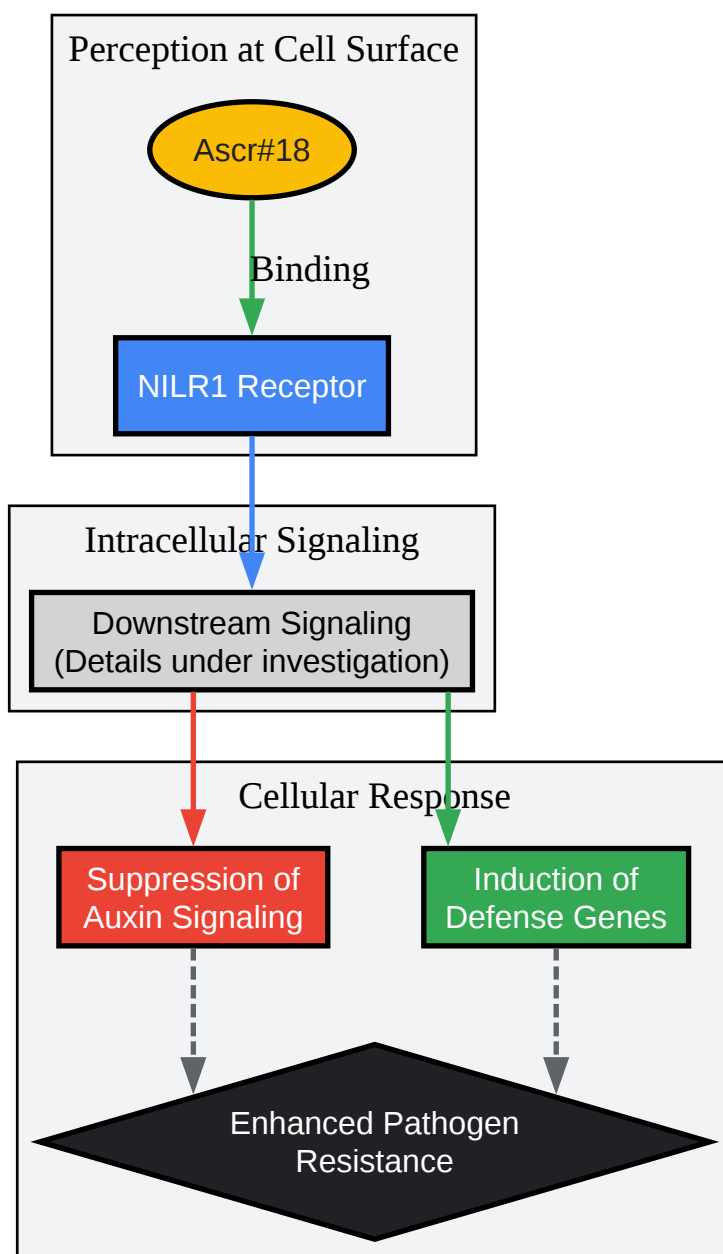 Perception at Cell Surface
Ascr#18
Binding
NILR1 Receptor
Intracellular Signaling
Downstream Signaling
(Details under investigation)
Cellular Response
Suppression of
Auxin Signaling
Induction of
Defense Genes
Enhanced Pathogen
Resistance